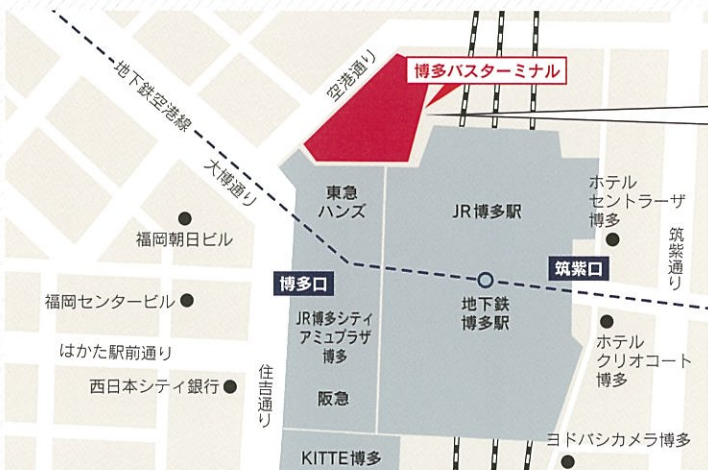 空港通り
博多バスターミナル
地下鉄空港線
大博通り
東急
ハンズ
JR博多駅
ホテル
セントラーザ
博多
筑紫通り
福岡朝日ビル
博多口
筑紫口
福岡センタービル
地下鉄
博多駅
JR博多シティ
アミュプラザ
博多
ホテル
クリオコート
博多
はかた駅前通り
住吉通り
西日本シティ銀行
阪急
ヨドバシカメラ博多
KITTE博多